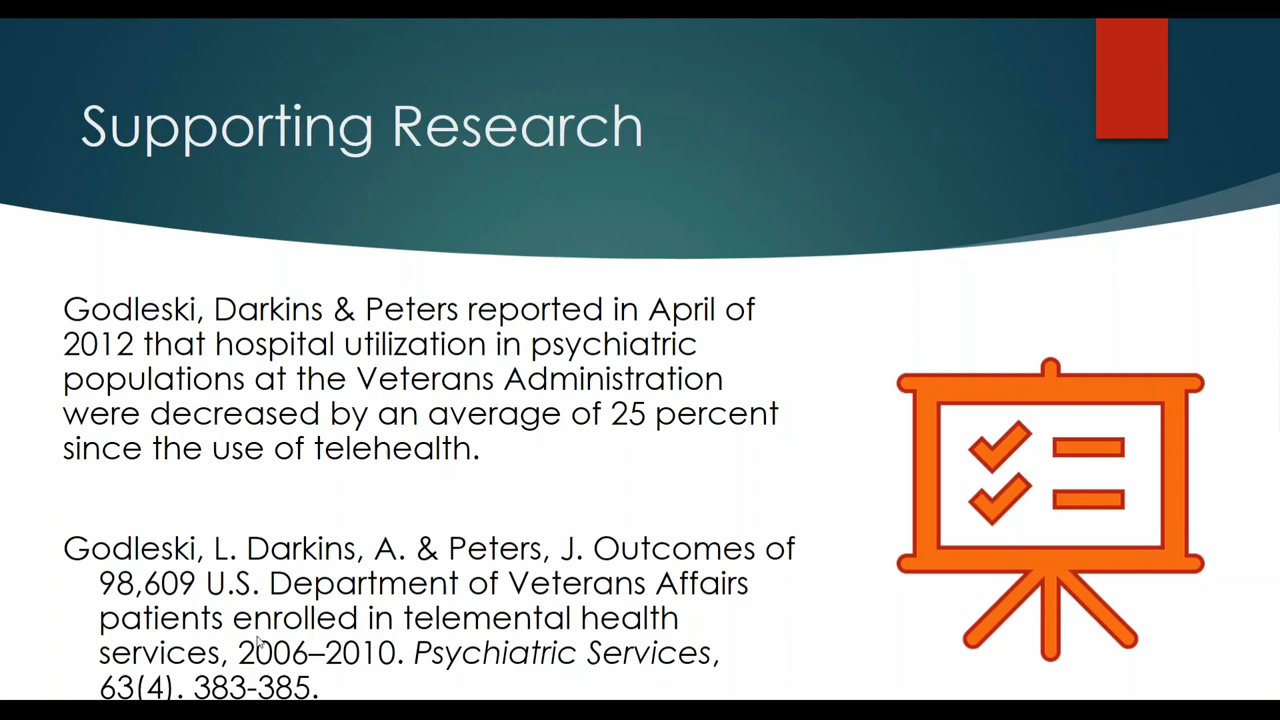 Supporting Research
Godleski, Darkins & Peters reported in April of
2012 that hospital utilization in psychiatric
populations at the Veterans Administration
were decreased by an average of 25 percent
since the use of telehealth.
Godleski, L. Darkins, A. & Peters, J. Outcomes of
98,609 U.S. Department of Veterans Affairs
patients enrolled in telemental health
services, 2006–2010. Psychiatric Services,
63(4). 383-385.